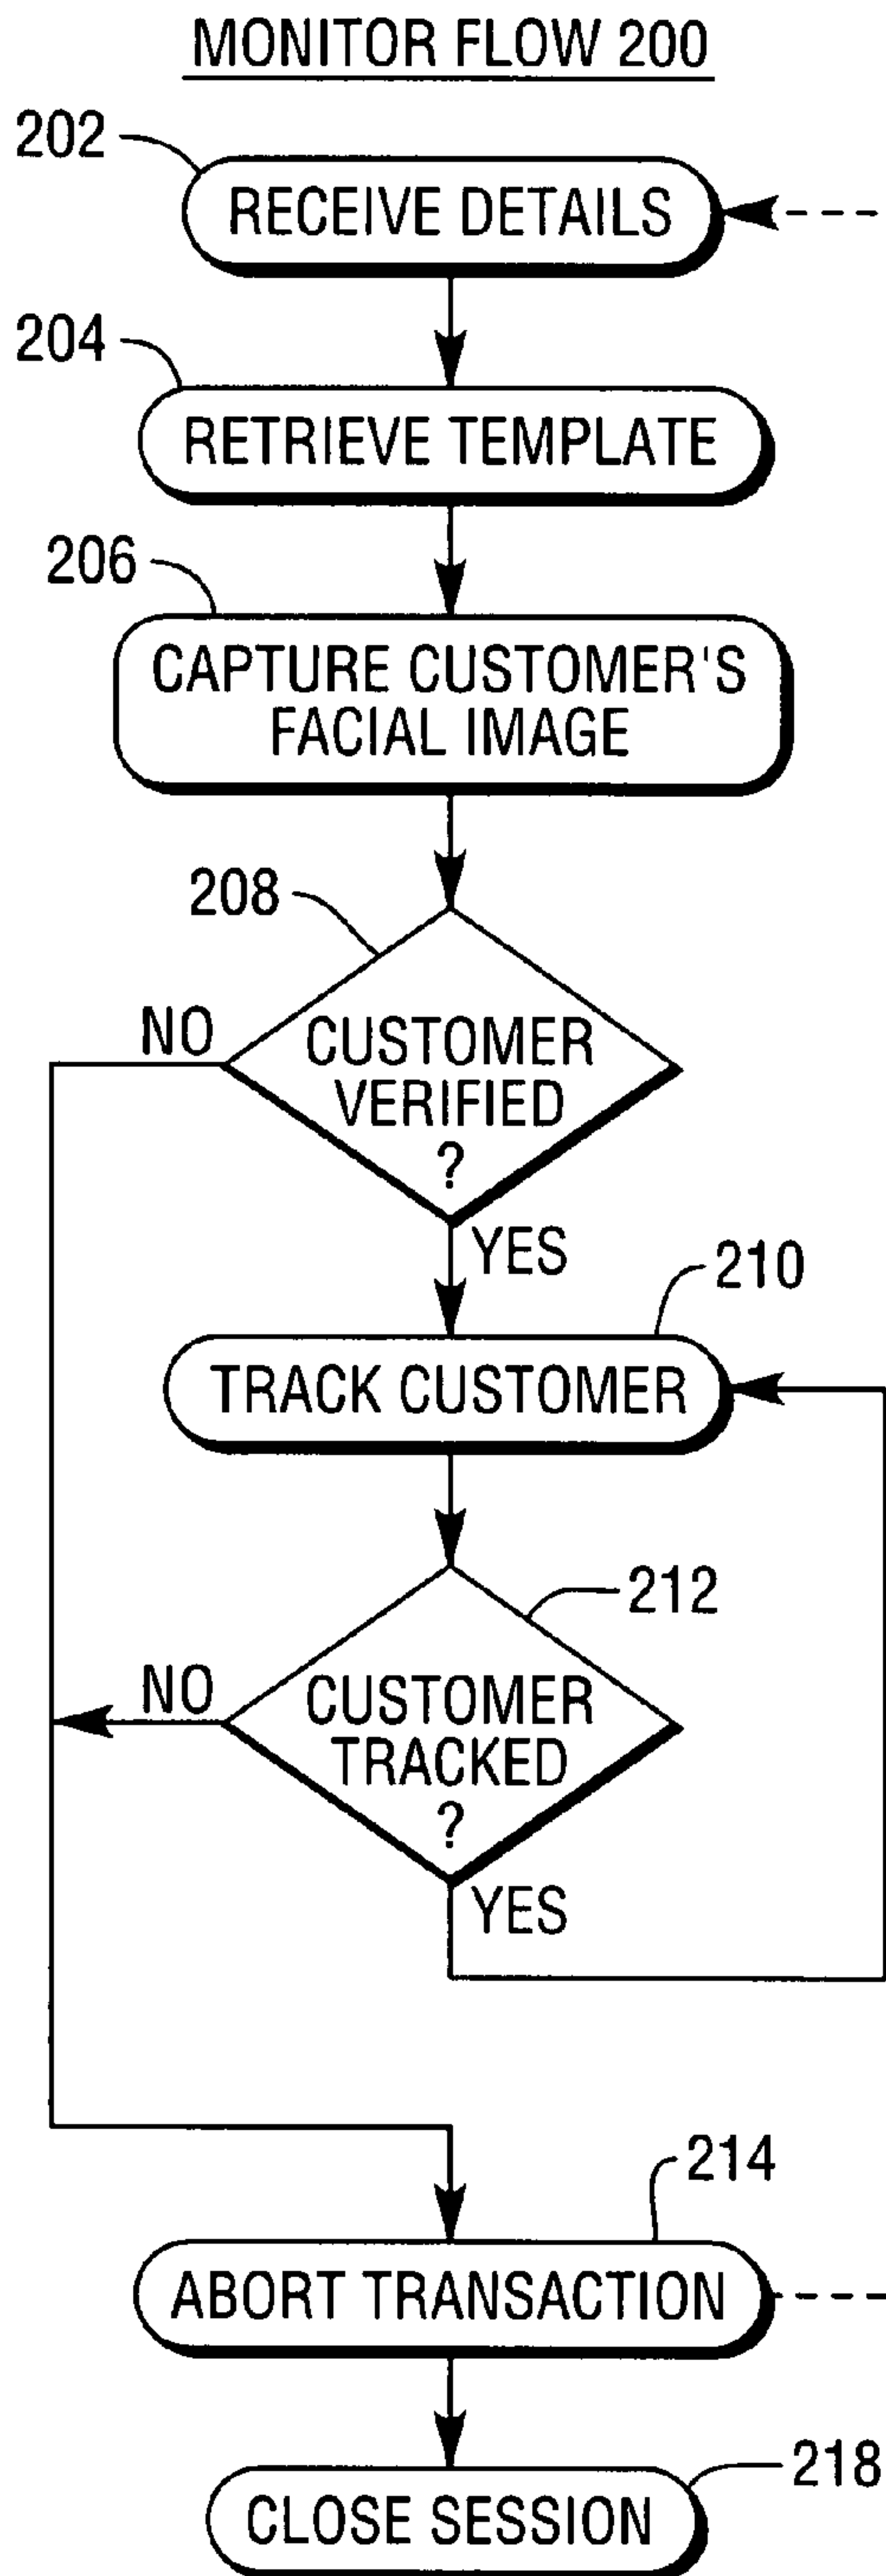 MONITOR FLOW 200
202
RECEIVE DETAILS
204
RETRIEVE TEMPLATE
206
CAPTURE CUSTOMER'S
FACIAL IMAGE
208
NO
CUSTOMER
VERIFIED
?
YES
210
TRACK CUSTOMER
212
NO
CUSTOMER
TRACKED
?
YES
214
ABORT TRANSACTION
218
CLOSE SESSION